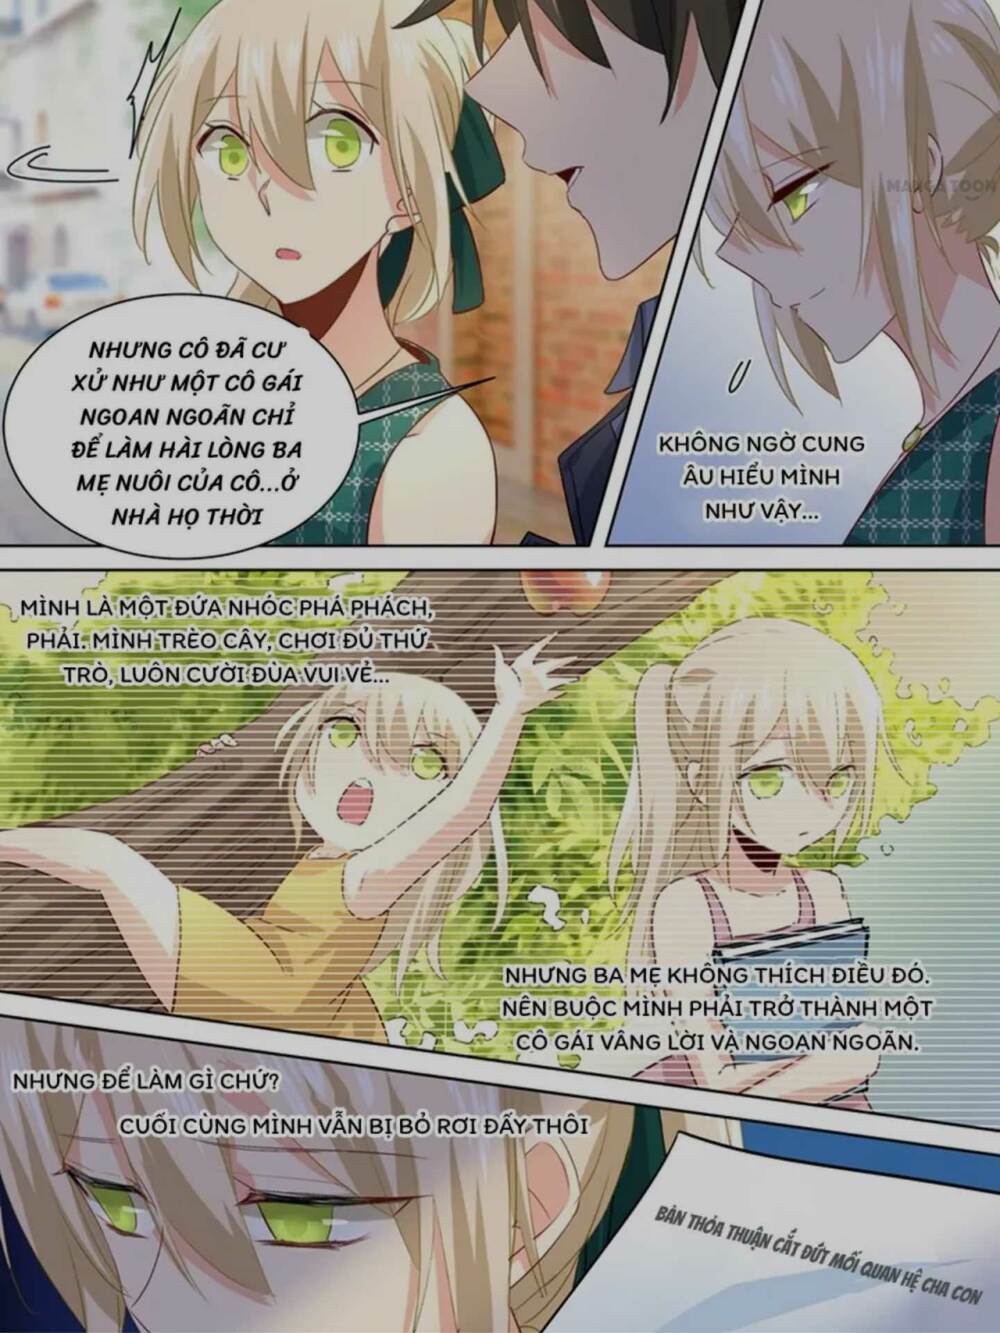 NHƯNG CÔ ĐÃ CƯ
XỬ NHƯ MỘT CÔ GÁI
NGOAN NGOÃN CHỈ
ĐỂ LÀM HÀI LÒNG BA
MẸ NUÔI CỦA CÔ...Ở
NHÀ HỌ THỜI
MANGATOON
KHÔNG NGỜ CUNG
ÂU HIỂU MÌNH
NHƯ VẬY...
MÌNH LÀ MỘT ĐỨA NHÓC PHÁ PHÁCH,
PHẢI. MÌNH TRÈO CÂY, CHƠI ĐỦ THỨ
TRÒ, LUÔN CƯỜI ĐÙA VUI VẺ...
NHƯNG BA MẸ KHÔNG THÍCH ĐIỀU ĐÓ.
NÊN BUỘC MÌNH PHẢI TRỞ THÀNH MỘT
CÔ GÁI VÂNG LỜI VÀ NGOAN NGOÃN.
NHƯNG ĐỂ LÀM GÌ CHỨ?
CUỐI CÙNG MÌNH VẪN BỊ BỎ RƠI ĐẤY THÔI
BẢN THỎA THUẬN CẮT ĐỨT MỐI QUAN HỆ CHA CON